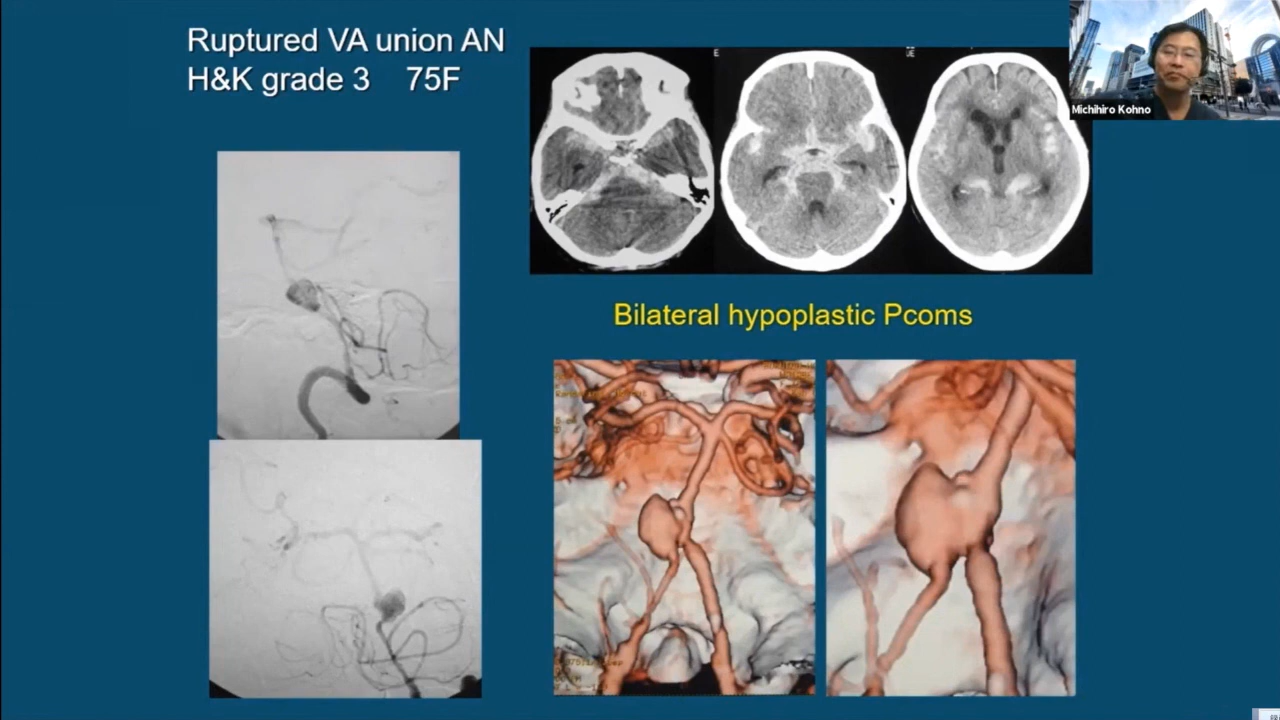 Ruptured VA union AN
H&K grade 3 75F
Michihiro Kohno
Bilateral hypoplastic Pcoms